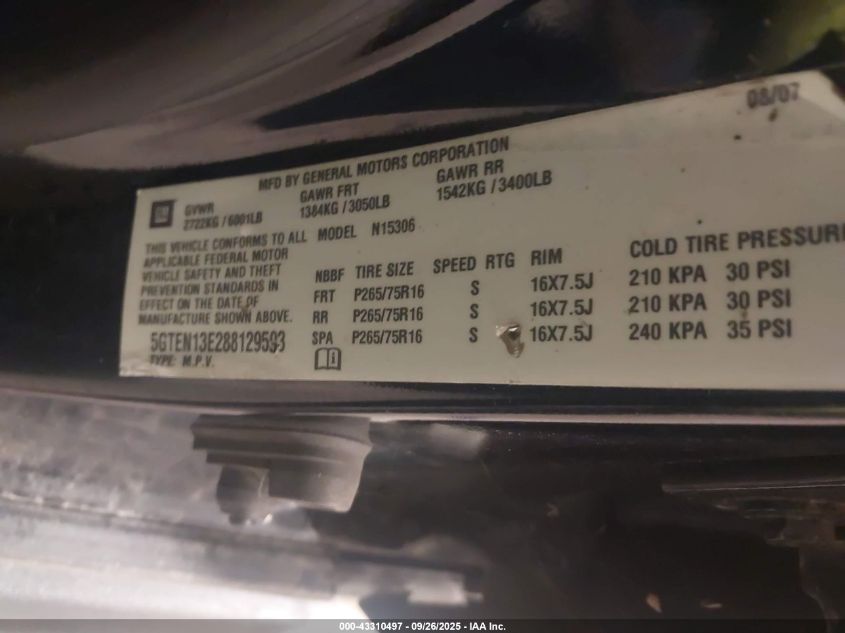 08/07
MFD BY GENERAL MOTORS CORPORATION
GM GVWR GAWR FRT GAWR RR
2722KG / 6001LB 1384KG / 3050LB 1542KG / 3400LB
THIS VEHICLE CONFORMS TO ALL MODEL N15306
APPLICABLE FEDERAL MOTOR
VEHICLE SAFETY AND THEFT
PREVENTION STANDARDS IN
EFFECT ON THE DATE OF
MANUFACTURE SHOWN ABOVE.
5GTEN13E288129593
TYPE: M.P.V.
NBBF TIRE SIZE SPEED RTG RIM COLD TIRE PRESSURE
FRT P265/75R16 S 16X7.5J 210 KPA 30 PSI
RR P265/75R16 S 16X7.5J 210 KPA 30 PSI
SPA P265/75R16 S 16X7.5J 240 KPA 35 PSI
000-43310497 - 09/26/2025 - IAA Inc.